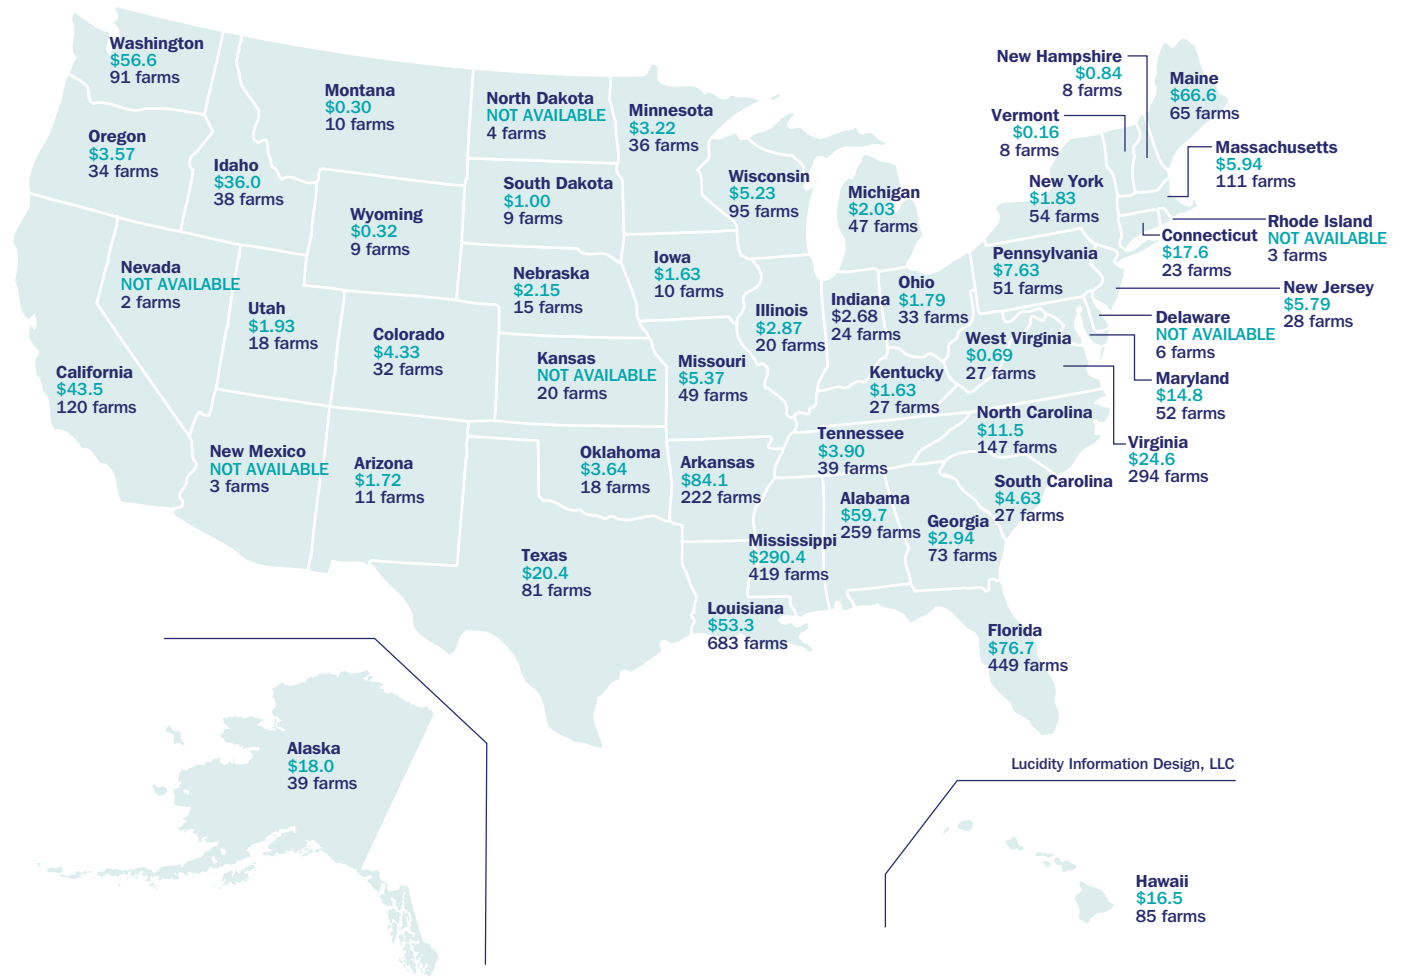 Washington
$56.6
91 farms
Oregon
$3.57
34 farms
Idaho
$36.0
38 farms
Montana
$0.30
10 farms
Wyoming
$0.32
9 farms
North Dakota
NOT AVAILABLE
4 farms
South Dakota
$1.00
9 farms
Minnesota
$3.22
36 farms
Wisconsin
$5.23
95 farms
Michigan
$2.03
47 farms
New Hampshire
$0.84
8 farms
Vermont
$0.16
8 farms
Maine
$66.6
65 farms
Massachusetts
$5.94
111 farms
New York
$1.83
54 farms
Rhode Island
NOT AVAILABLE
3 farms
Connecticut
$17.6
23 farms
Pennsylvania
$7.63
51 farms
New Jersey
$5.79
28 farms
Delaware
NOT AVAILABLE
6 farms
Maryland
$14.8
52 farms
Virginia
$24.6
294 farms
West Virginia
$0.69
27 farms
Ohio
$1.79
33 farms
Indiana
$2.68
24 farms
Illinois
$2.87
20 farms
Iowa
$1.63
10 farms
Nebraska
$2.15
15 farms
Nevada
NOT AVAILABLE
2 farms
Utah
$1.93
18 farms
Colorado
$4.33
32 farms
Kansas
NOT AVAILABLE
20 farms
Missouri
$5.37
49 farms
Kentucky
$1.63
27 farms
California
$43.5
120 farms
New Mexico
NOT AVAILABLE
3 farms
Arizona
$1.72
11 farms
Oklahoma
$3.64
18 farms
Arkansas
$84.1
222 farms
Tennessee
$3.90
39 farms
North Carolina
$11.5
147 farms
South Carolina
$4.63
27 farms
Georgia
$2.94
73 farms
Alabama
$59.7
259 farms
Mississippi
$290.4
419 farms
Texas
$20.4
81 farms
Louisiana
$53.3
683 farms
Florida
$76.7
449 farms
Alaska
$18.0
39 farms
Lucidity Information Design, LLC
Hawaii
$16.5
85 farms